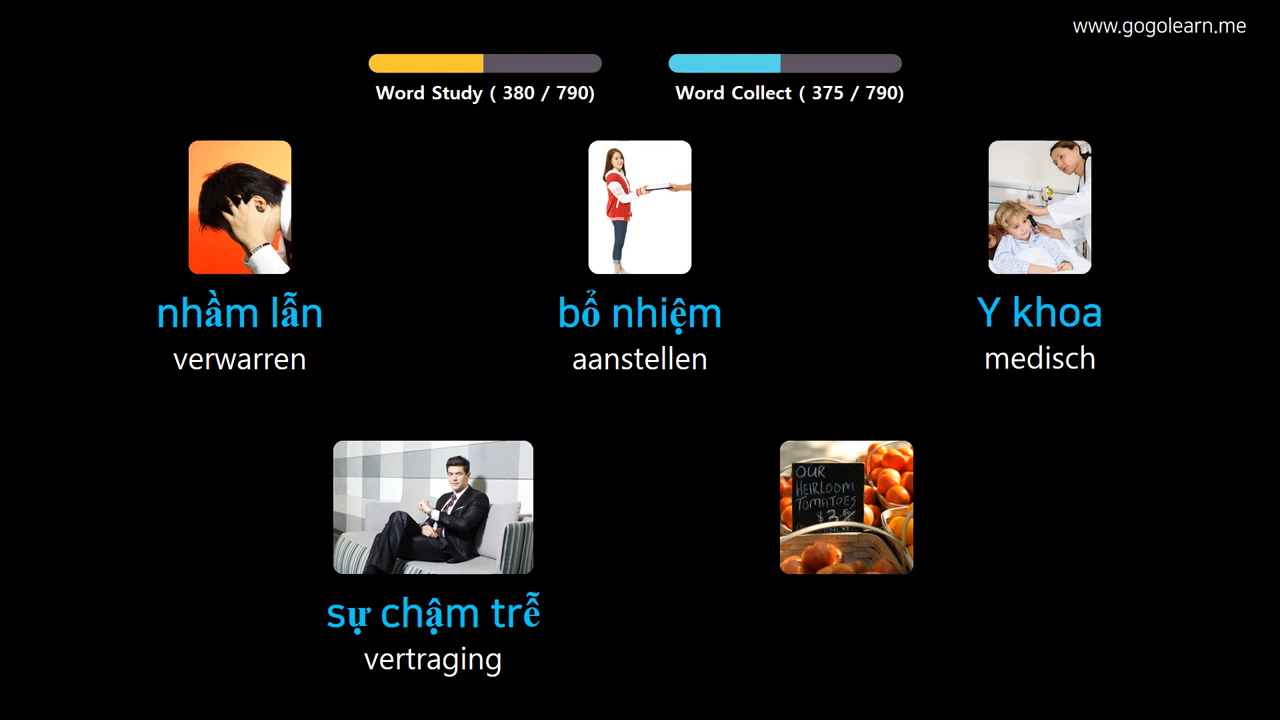 www.gogolearn.me
Word Study ( 380 / 790)
Word Collect ( 375 / 790)
nhầm lẫn
verwarren
bổ nhiệm
aanstellen
Y khoa
medisch
OUR
HEIRLOOM
TOMATOES
sự chậm trễ
vertraging